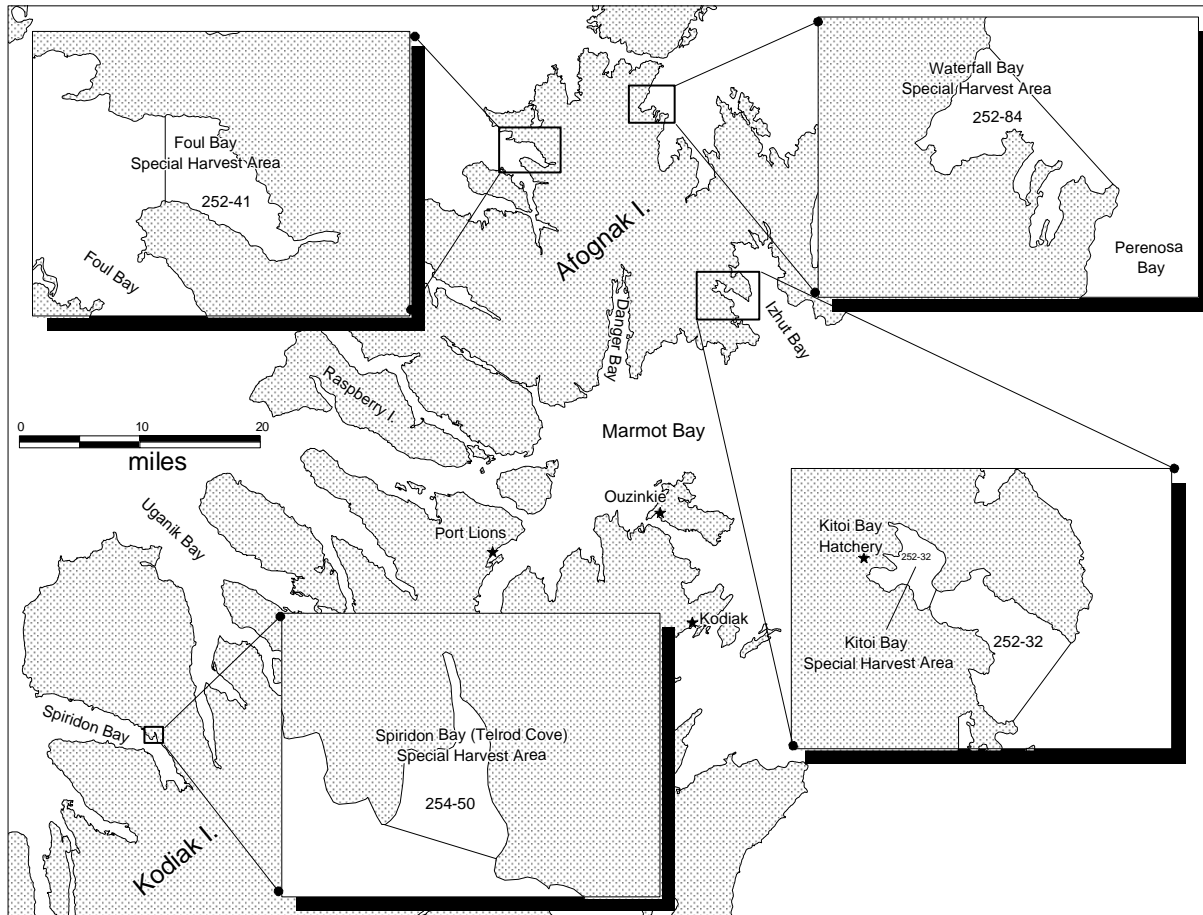 Foul Bay
Special Harvest Area
252-41
Foul Bay
Waterfall Bay
Special Harvest Area
252-84
Perenosa
Bay
Afognak I.
Danger Bay
Izhut Bay
Raspberry I.
0 10 20
miles
Marmot Bay
Uganik Bay
Ouzinkie
Port Lions
Kodiak
Kitoi Bay
Hatchery
252-32
Kitoi Bay
Special Harvest Area
252-32
Spiridon Bay
Spiridon Bay (Telrod Cove)
Special Harvest Area
254-50
Kodiak I.